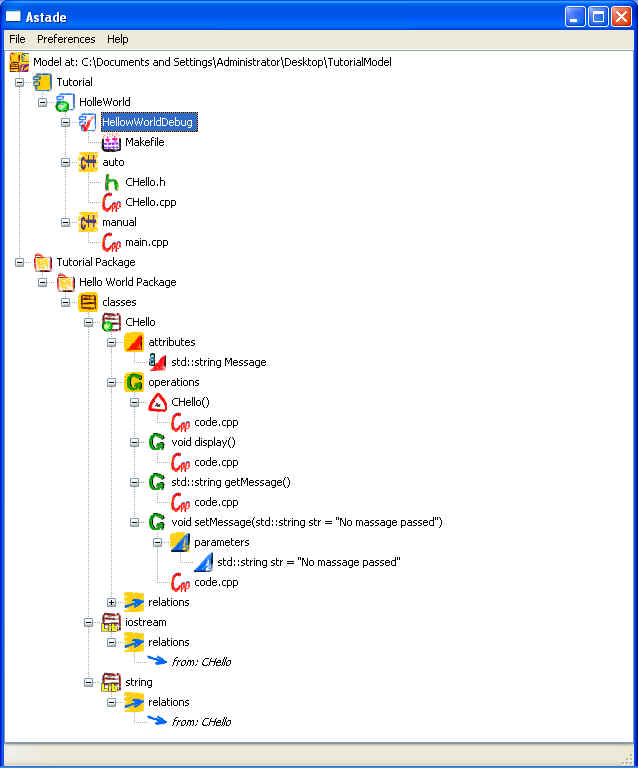 Astade
File Preferences Help
Model at: C:\Documents and Settings\Administrator\Desktop\TutorialModel
Tutorial
HolleWorld
HellowWorldDebug
Makefile
auto
CHello.h
CHello.cpp
manual
main.cpp
Tutorial Package
Hello World Package
classes
CHello
attributes
std::string Message
operations
CHello()
code.cpp
void display()
code.cpp
std::string getMessage()
code.cpp
void setMessage(std::string str = "No massage passed")
parameters
std::string str = "No massage passed"
code.cpp
relations
iostream
relations
from: CHello
string
relations
from: CHello